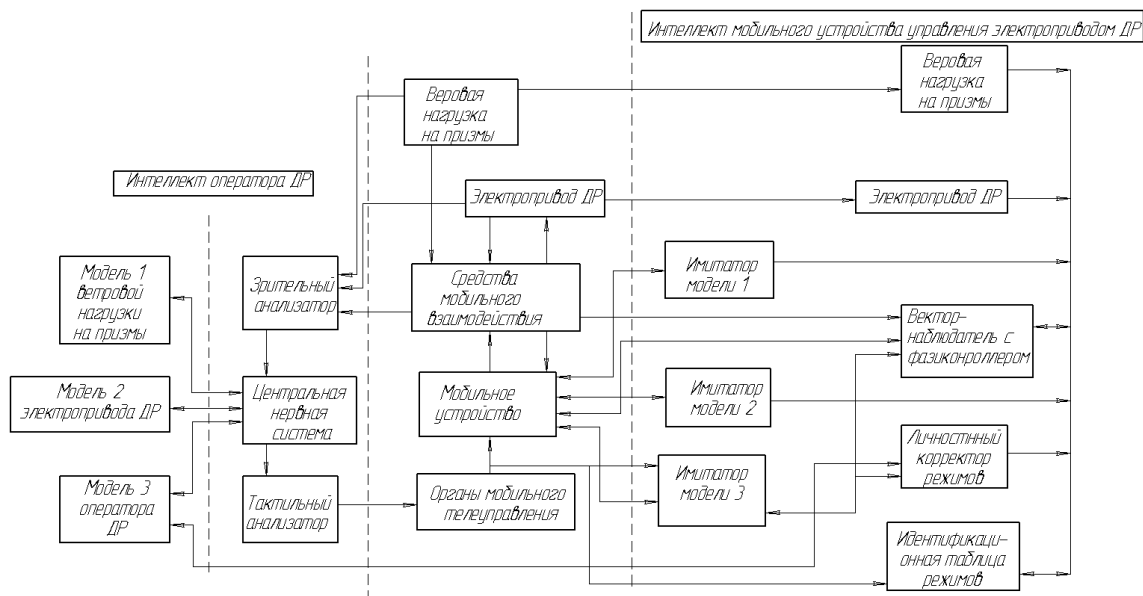 Интеллект мобильного устройства управления электроприводом ДР
Веровая
нагрузка
на призмы
Веровая
нагрузка
на призмы
Интеллект оператора ДР
Электропривод ДР
Электропривод ДР
Модель 1
ветровой
нагрузки
на призмы
Зрительный
анализатор
Средства
мобильного
взаимодействия
Имитатор
модели 1
Вектор-
наблюдатель с
фазиконроллером
Модель 2
электропривода ДР
Центральная
нервная
система
Мобильное
устройство
Имитатор
модели 2
Личностнный
корректор
режимов
Модель 3
оператора
ДР
Тактильный
анализатор
Органы мобильного
телеуправления
Имитатор
модели 3
Идентификаци-
онная таблица
режимов